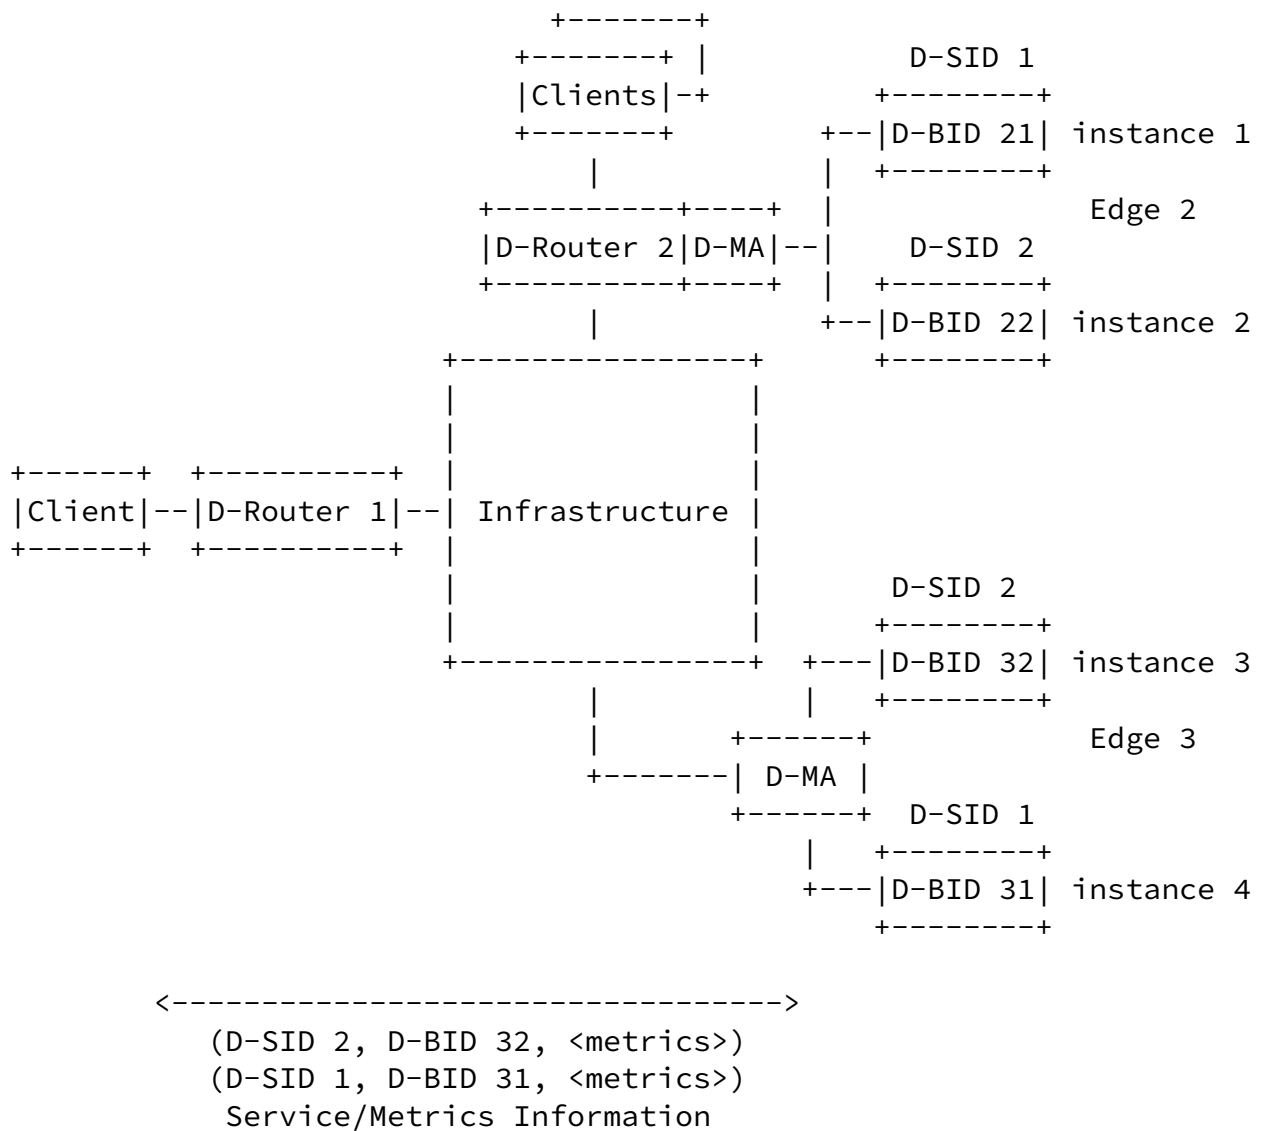 D-SID 1
|Clients|-+
+--|D-BID 21| instance 1
Edge 2
|D-Router 2|D-MA|--| D-SID 2
+--|D-BID 22| instance 2
|Client|--|D-Router 1|--| Infrastructure |
D-SID 2
+---|D-BID 32| instance 3
Edge 3
+-------| D-MA |
D-SID 1
+---|D-BID 31| instance 4
<---------------------------------->
(D-SID 2, D-BID 32, <metrics>)
(D-SID 1, D-BID 31, <metrics>)
Service/Metrics Information